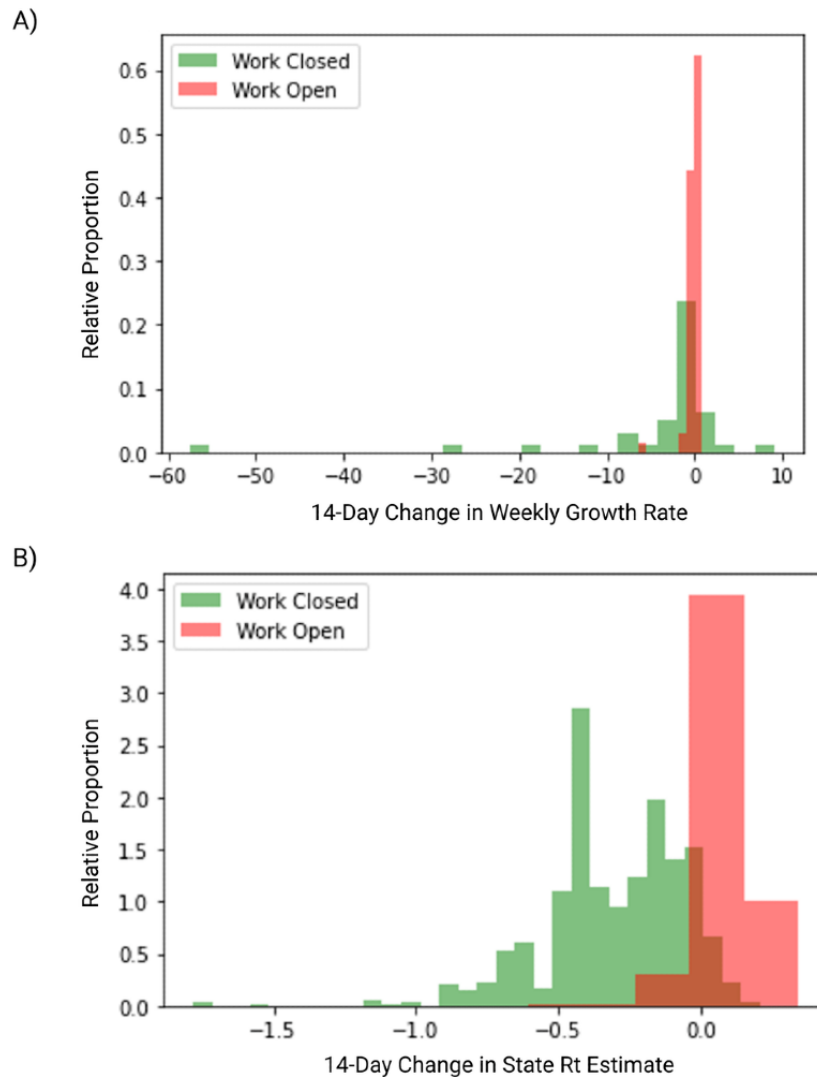 A)
Work Closed
Work Open
Relative Proportion
0.6
0.5
0.4
0.3
0.2
0.1
0.0
−60 −50 −40 −30 −20 −10 0 10
14-Day Change in Weekly Growth Rate
B)
Work Closed
Work Open
Relative Proportion
4.0
3.5
3.0
2.5
2.0
1.5
1.0
0.5
0.0
−1.5 −1.0 −0.5 0.0
14-Day Change in State Rt Estimate